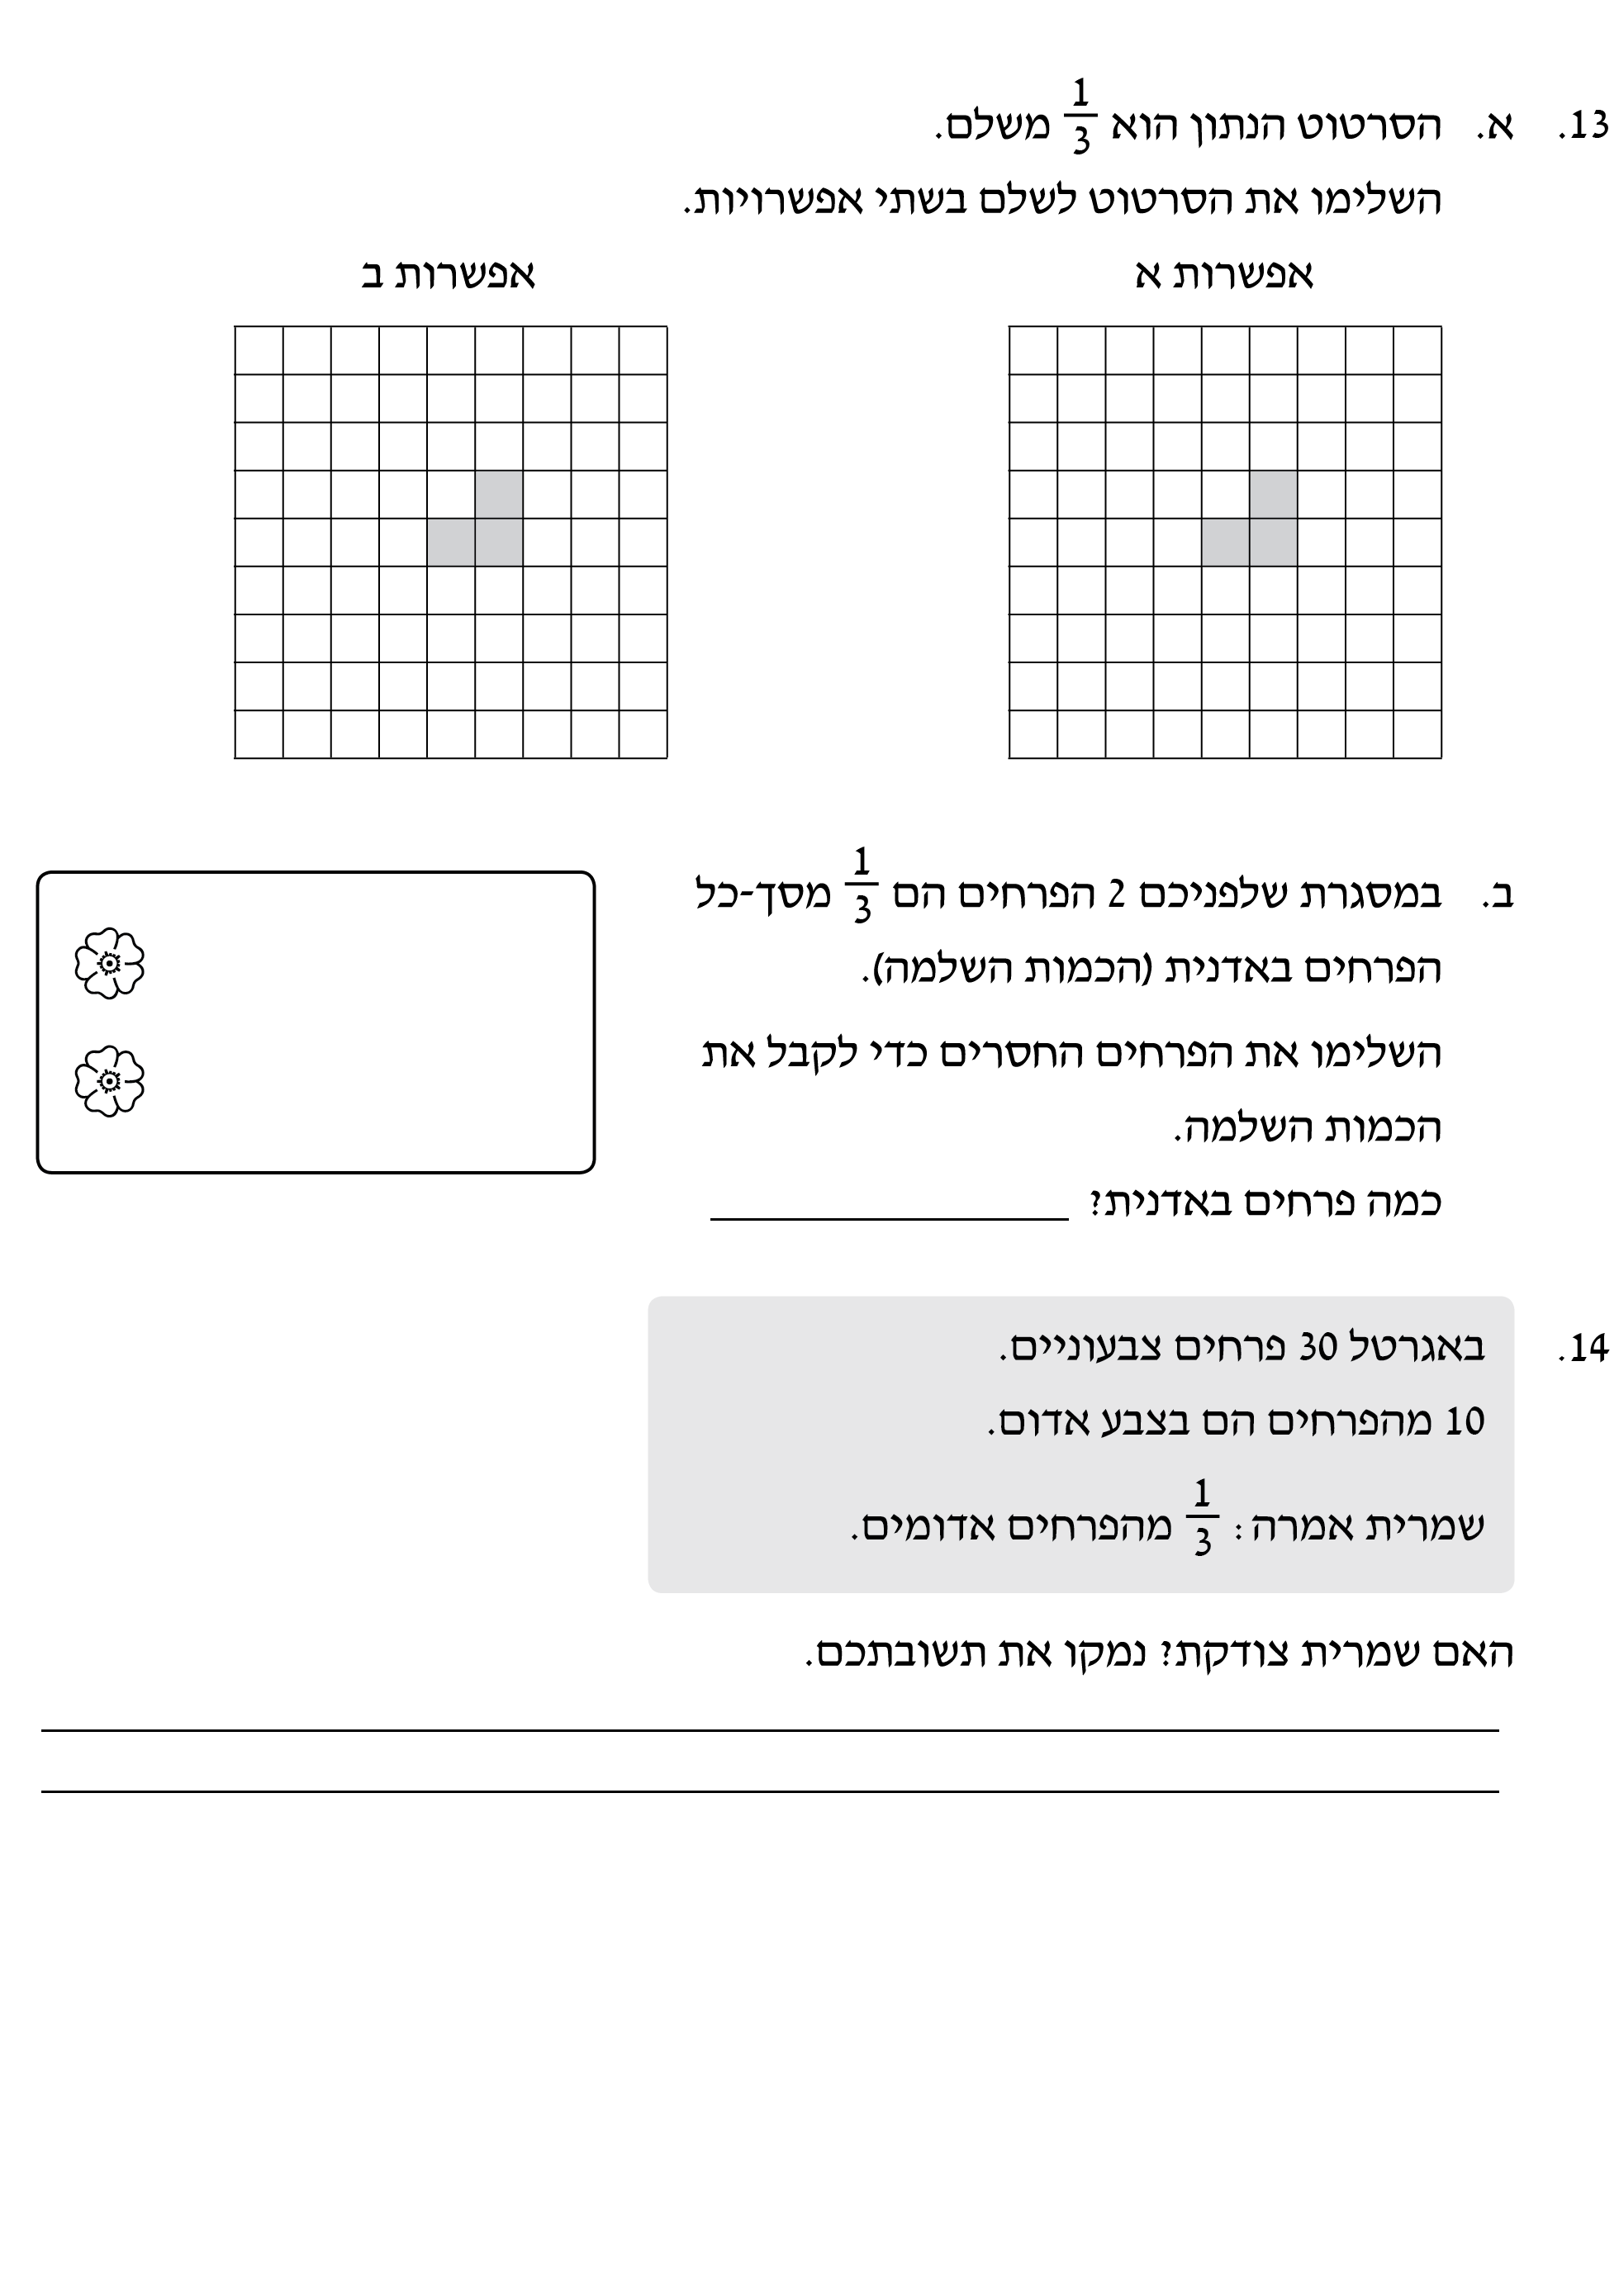 13. א. הסרטוט הנתון הוא 1/3 משלם.
השלימו את הסרטוט לשלם בשתי אפשרויות.
אפשרות א אפשרות ב
ב. במסגרת שלפניכם 2 הפרחים הם 1/3 מסך-כל
הפרחים באדנית (הכמות השלמה).
השלימו את הפרחים החסרים כדי לקבל את
הכמות השלמה.
כמה פרחים באדנית? ____________
14. באגרטל 30 פרחים צבעוניים.
10 מהפרחים הם בצבע אדום.
שמרית אמרה: 1/3 מהפרחים אדומים.
האם שמרית צודקת? נמקו את תשובתכם.